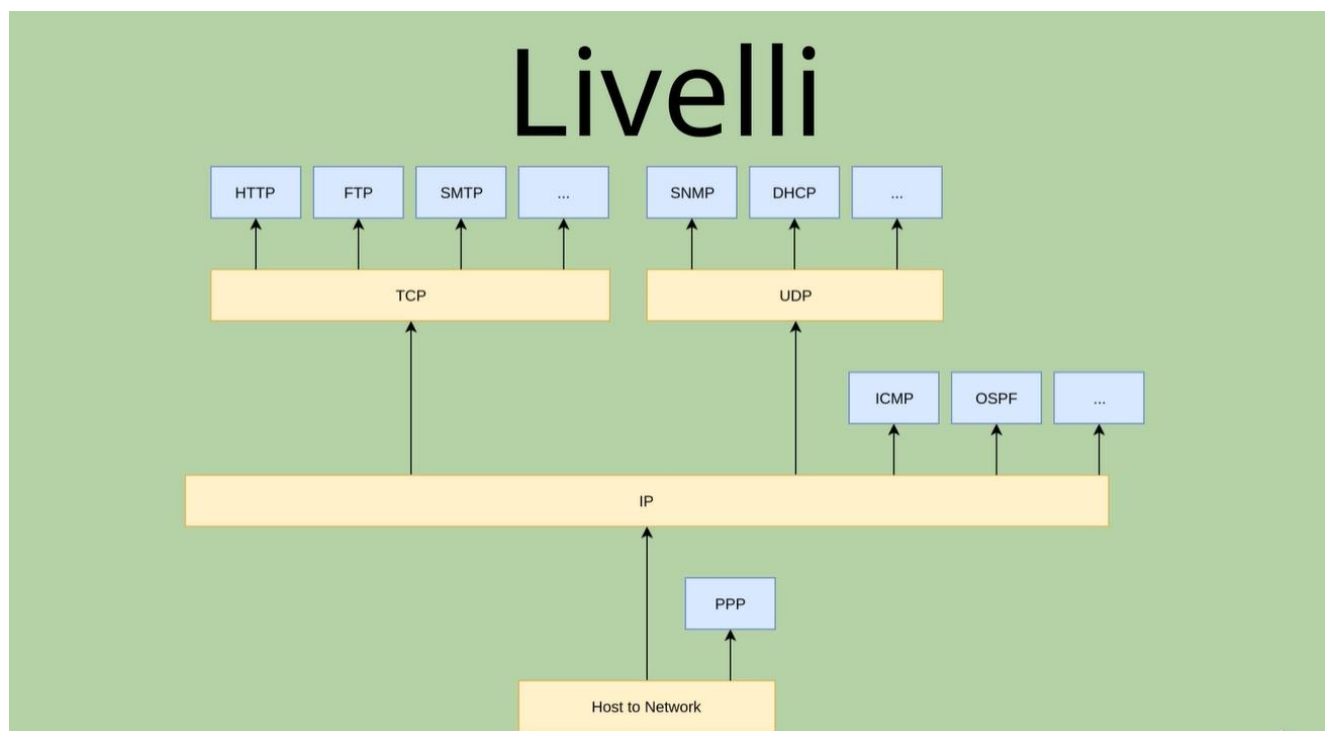 Livelli
HTTP FTP SMTP ... SNMP DHCP ...
TCP UDP
ICMP OSPF ...
IP
PPP
Host to Network